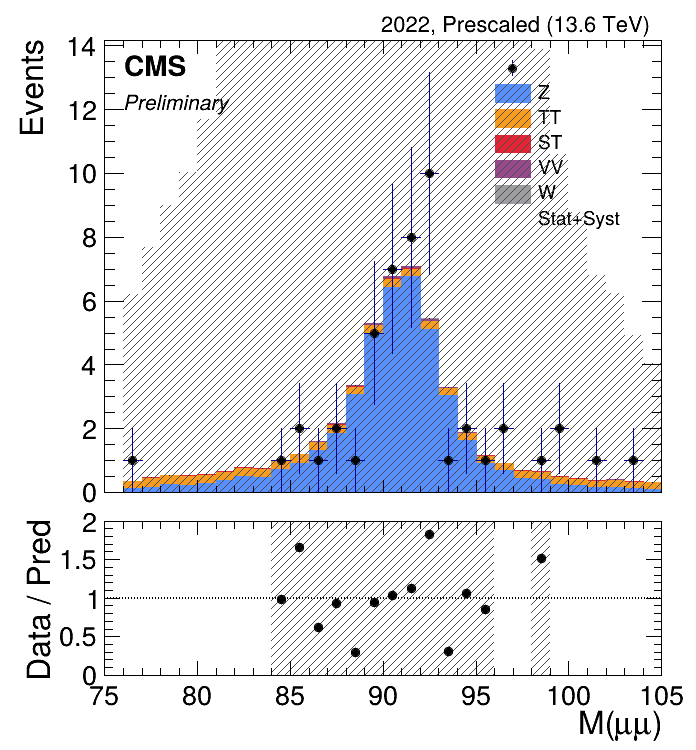 2022, Prescaled (13.6 TeV)
CMS
Preliminary
Events
14
12
10
8
6
4
2
0
Z
TT
ST
VV
W
Stat+Syst
Data / Pred
2
1.5
1
0.5
0
75 80 85 90 95 100 105
M(μμ)